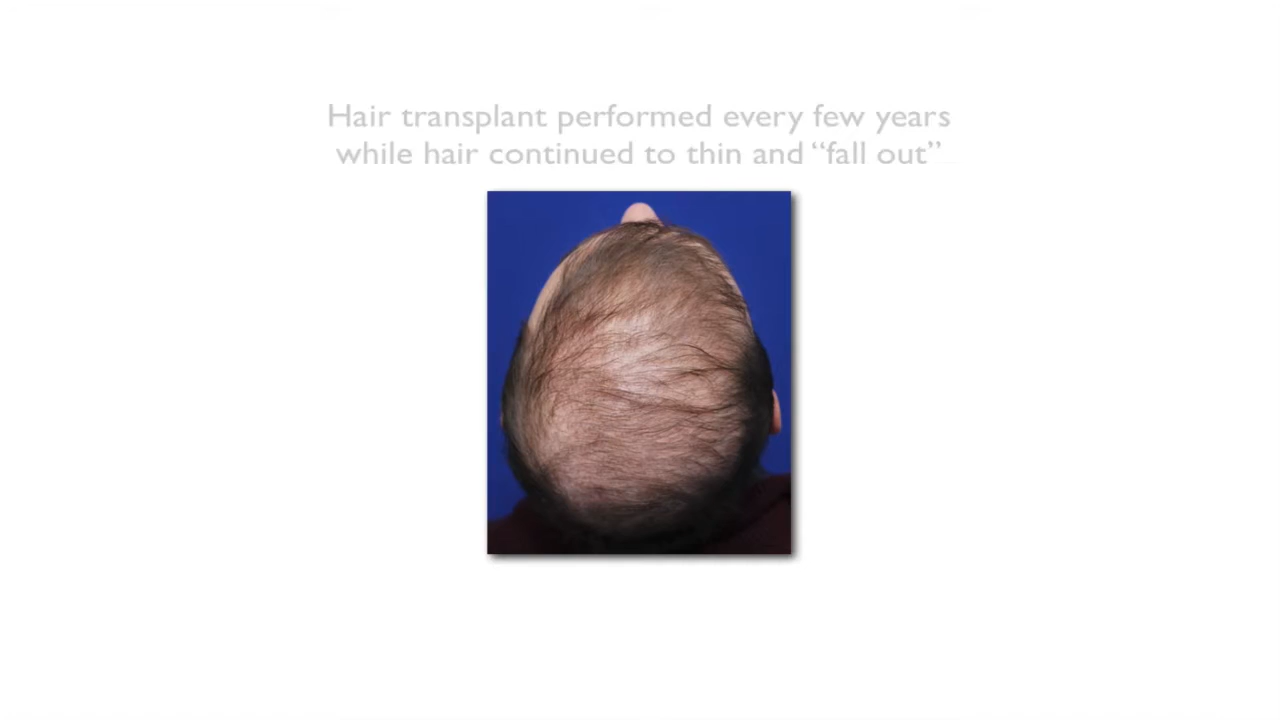 Hair transplant performed every few years
while hair continued to thin and “fall out”